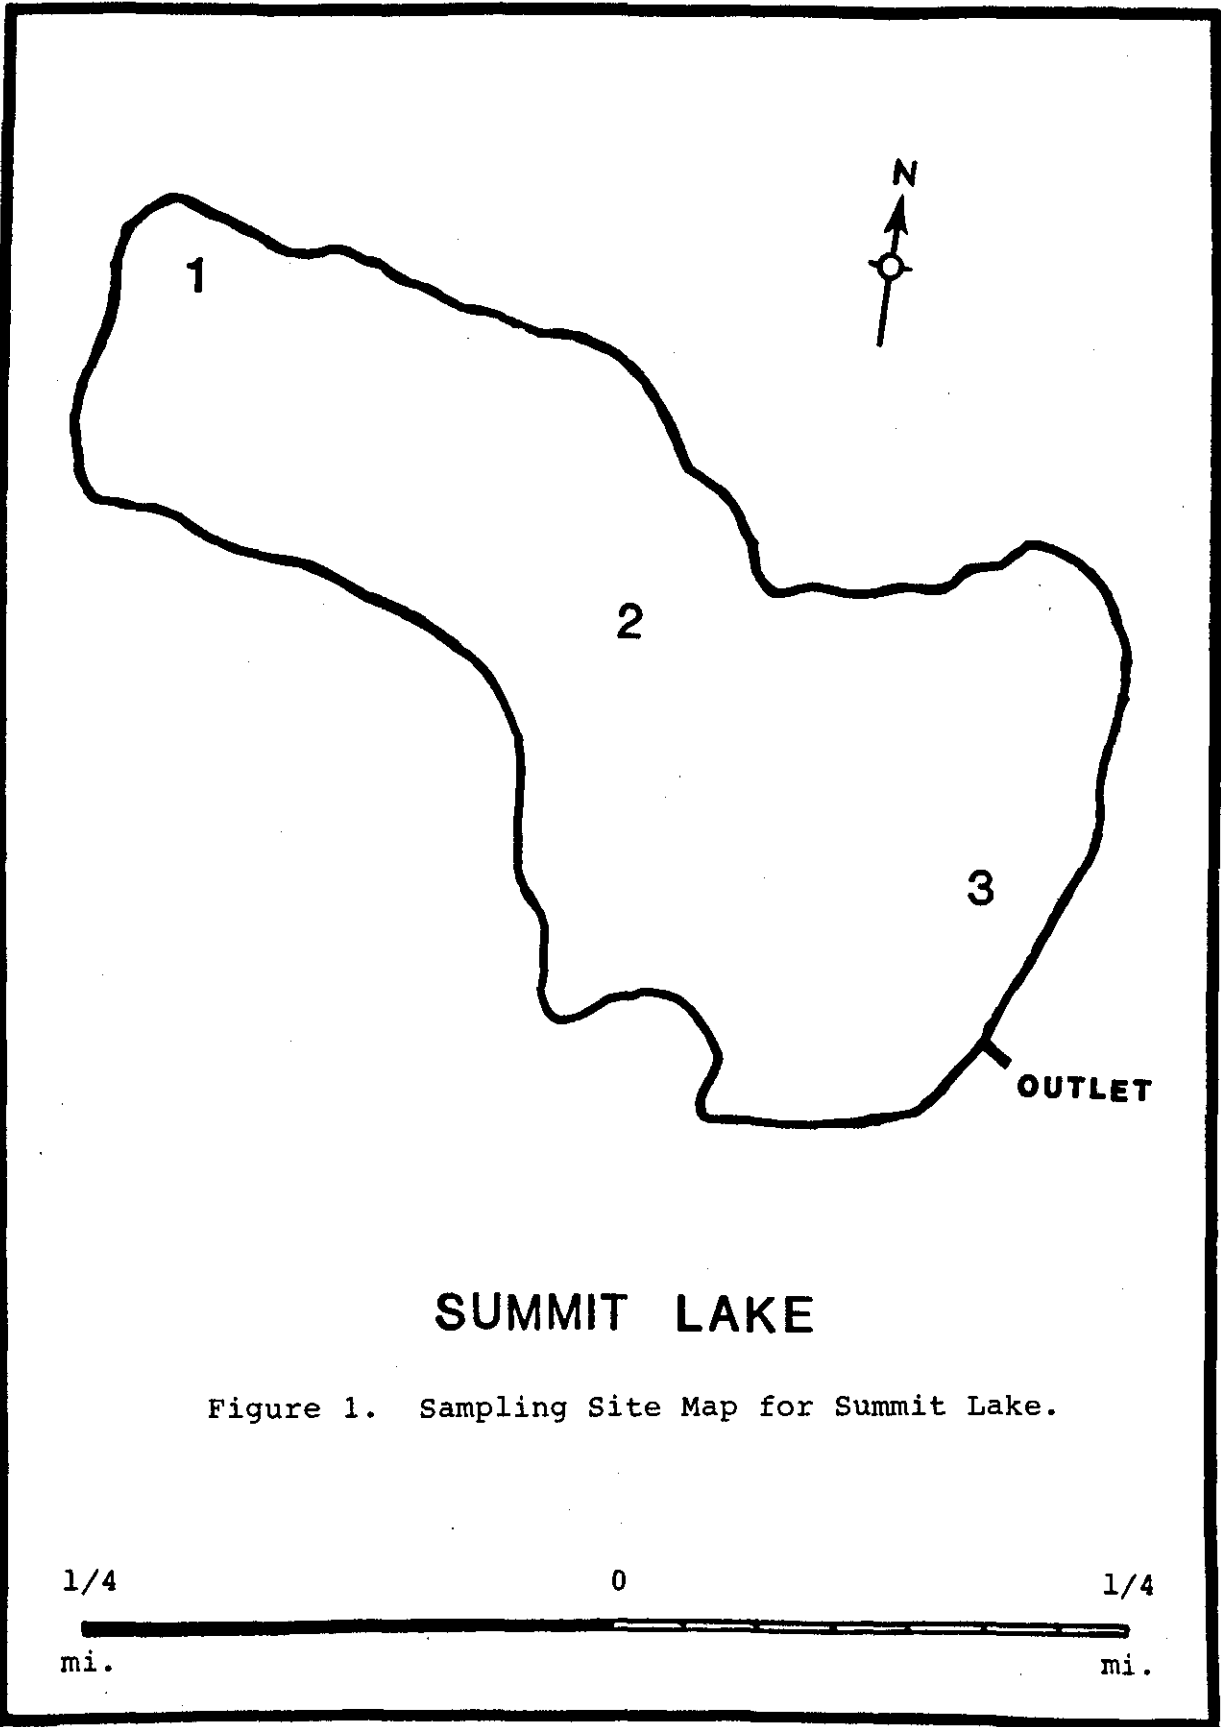 N
1
2
3
OUTLET
SUMMIT LAKE
Figure 1. Sampling Site Map for Summit Lake.
1/4 0 1/4
mi. mi.